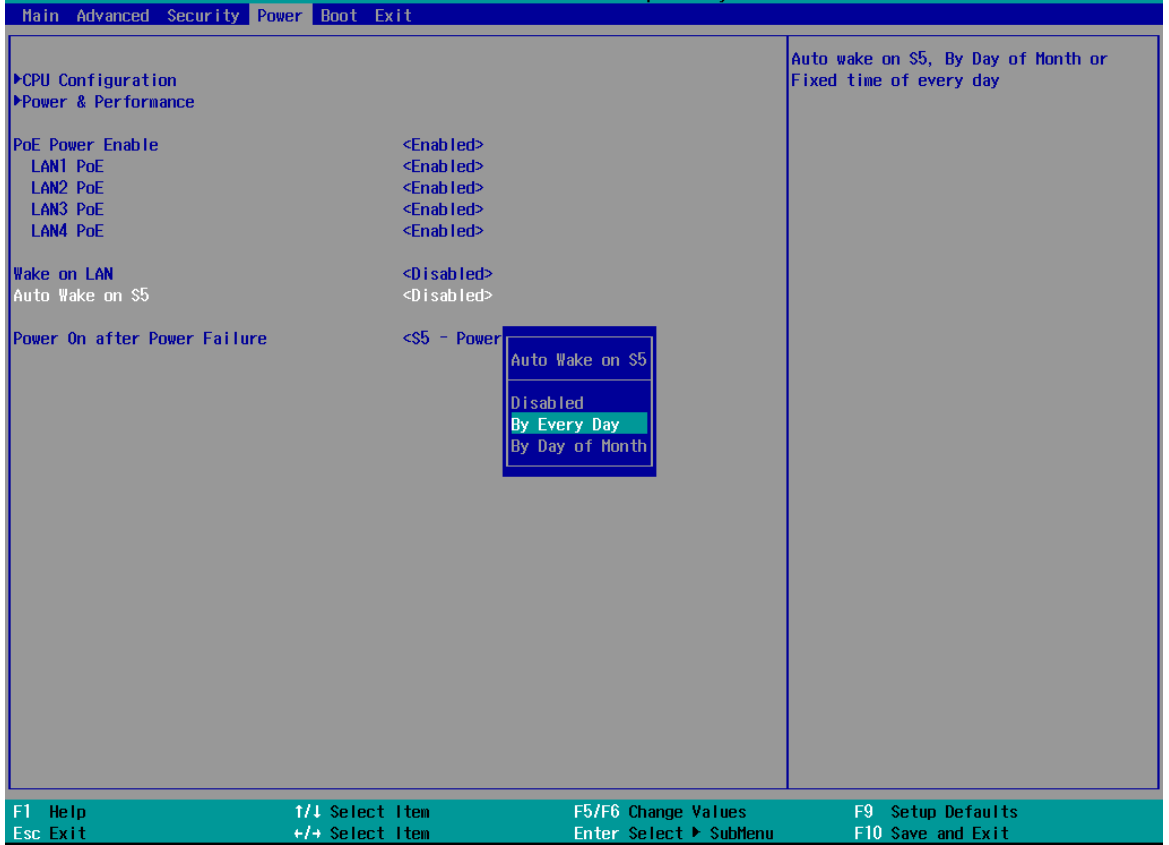 Main Advanced Security Power Boot Exit
Auto wake on S5, By Day of Month or
Fixed time of every day
▶CPU Configuration
▶Power & Performance
PoE Power Enable <Enabled>
LAN1 PoE <Enabled>
LAN2 PoE <Enabled>
LAN3 PoE <Enabled>
LAN4 PoE <Enabled>
Wake on LAN <Disabled>
Auto Wake on S5 <Disabled>
Power On after Power Failure <S5 - Power
Auto Wake on S5
Disabled
By Every Day
By Day of Month
F1 Help ↑/↓ Select Item F5/F6 Change Values F9 Setup Defaults
Esc Exit ←/→ Select Item Enter Select ▶ SubMenu F10 Save and Exit